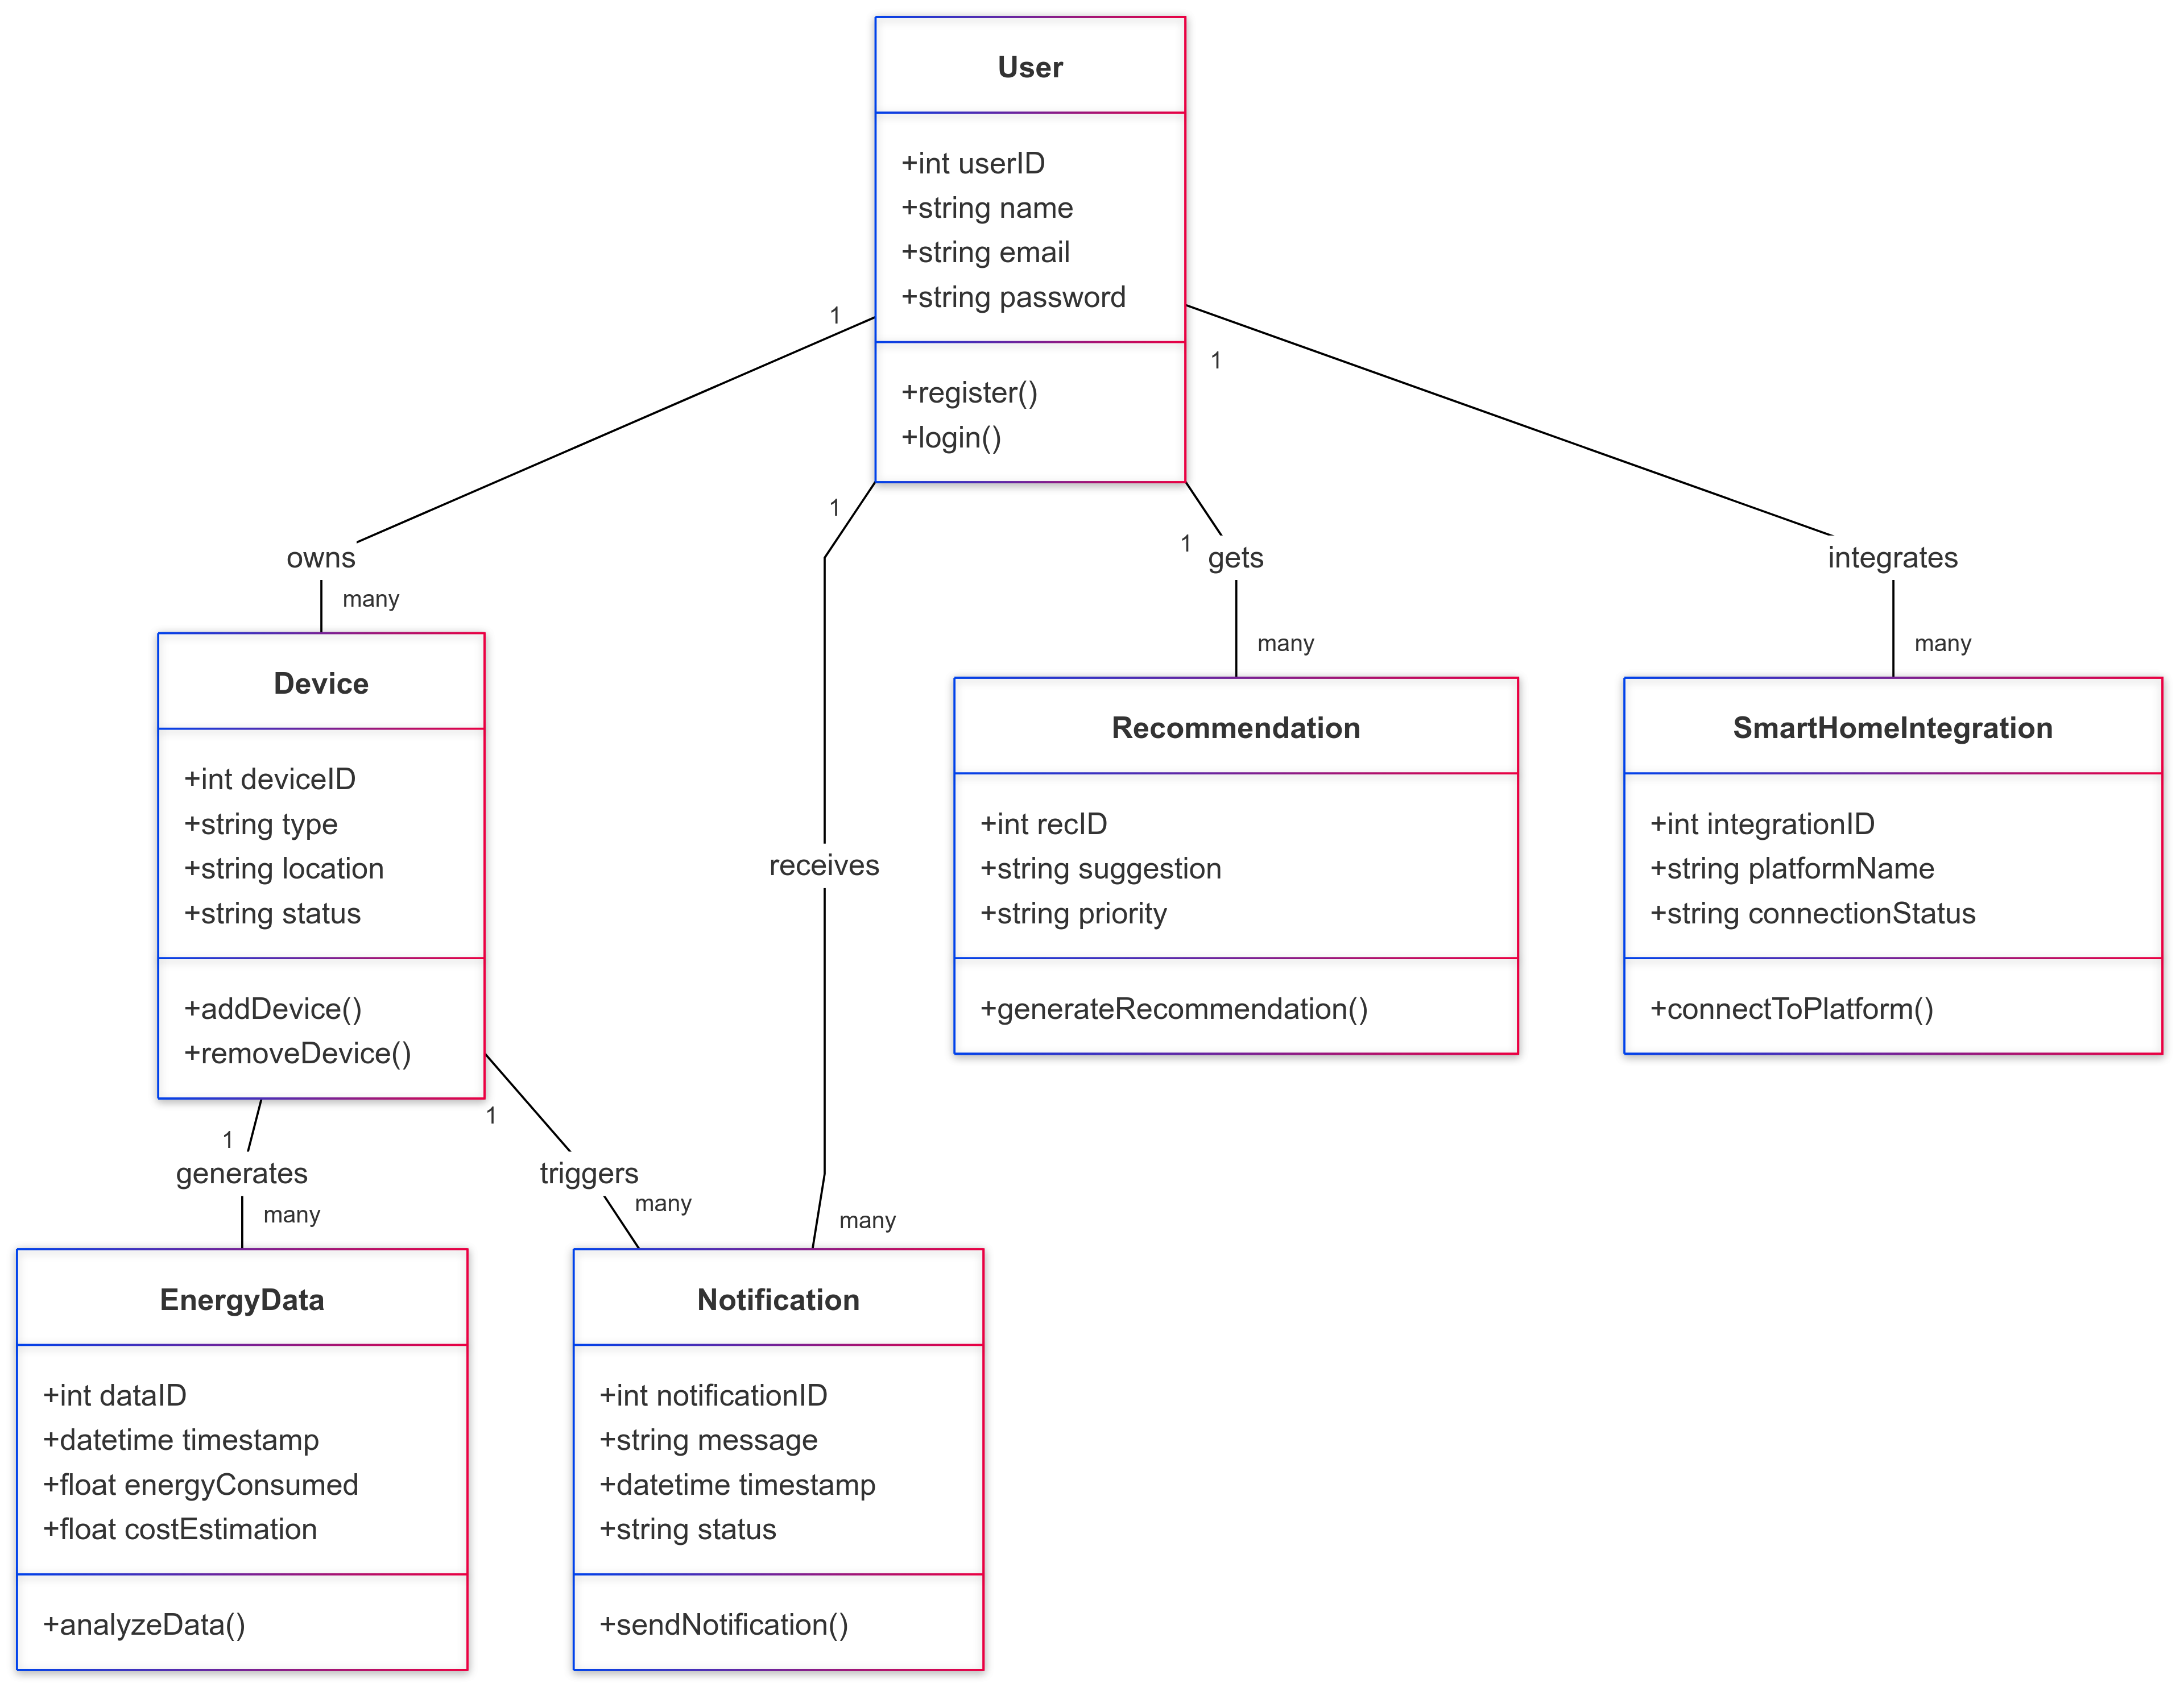 User
+int userID
+string name
+string email
+string password
+register()
+login()
1
1
1
1
owns
many
gets
many
integrates
many
receives
many
Device
+int deviceID
+string type
+string location
+string status
+addDevice()
+removeDevice()
Recommendation
+int recID
+string suggestion
+string priority
+generateRecommendation()
SmartHomeIntegration
+int integrationID
+string platformName
+string connectionStatus
+connectToPlatform()
1
generates
many
1
triggers
many
EnergyData
+int dataID
+datetime timestamp
+float energyConsumed
+float costEstimation
+analyzeData()
Notification
+int notificationID
+string message
+datetime timestamp
+string status
+sendNotification()